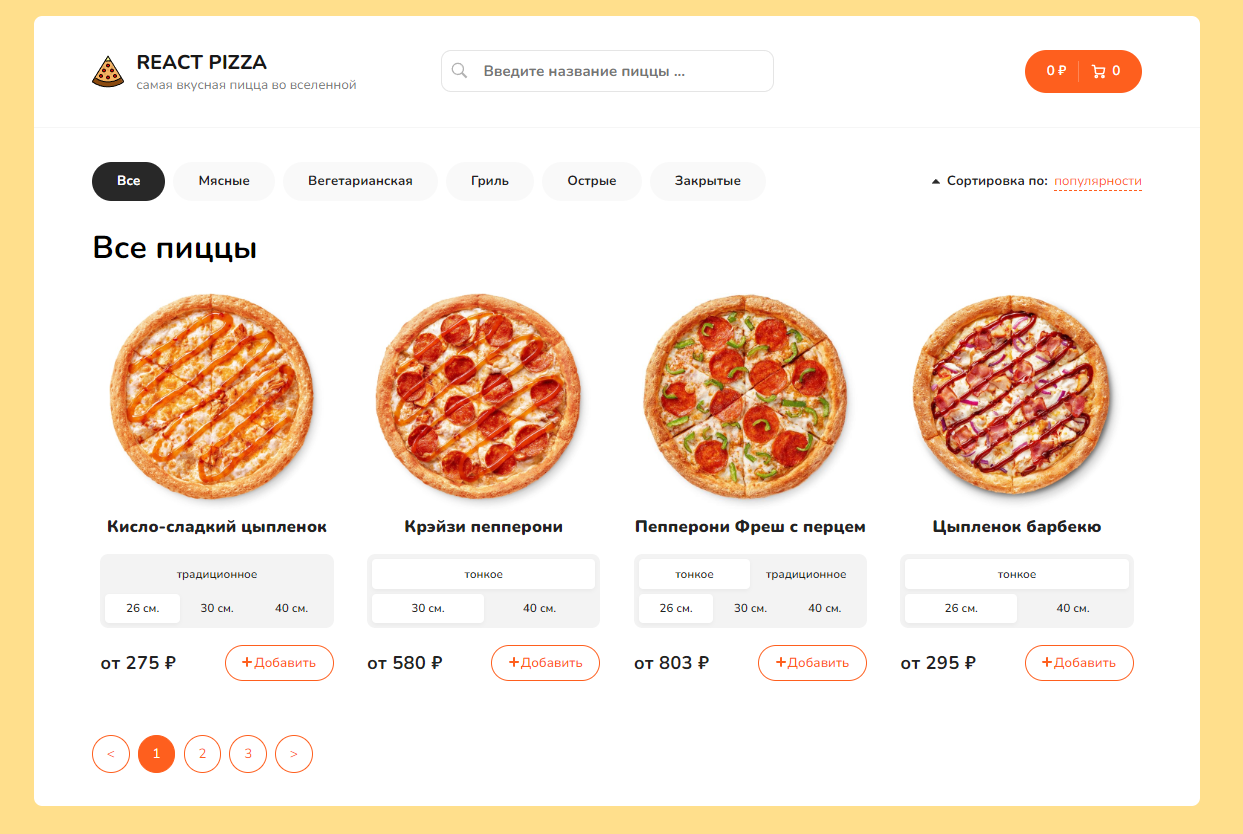 REACT PIZZA
самая вкусная пицца во вселенной
Введите название пиццы ...
0 ₽ 0
Все Мясные Вегетарианская Гриль Острые Закрытые
Сортировка по: популярности
Все пиццы
Кисло-сладкий цыпленок Крэйзи пепперони Пепперони Фреш с перцем Цыпленок барбекю
традиционное тонкое тонкое традиционное тонкое
26 см. 30 см. 40 см. 30 см. 40 см. 26 см. 30 см. 40 см. 26 см. 40 см.
от 275 ₽ +Добавить от 580 ₽ +Добавить от 803 ₽ +Добавить от 295 ₽ +Добавить
< 1 2 3 >